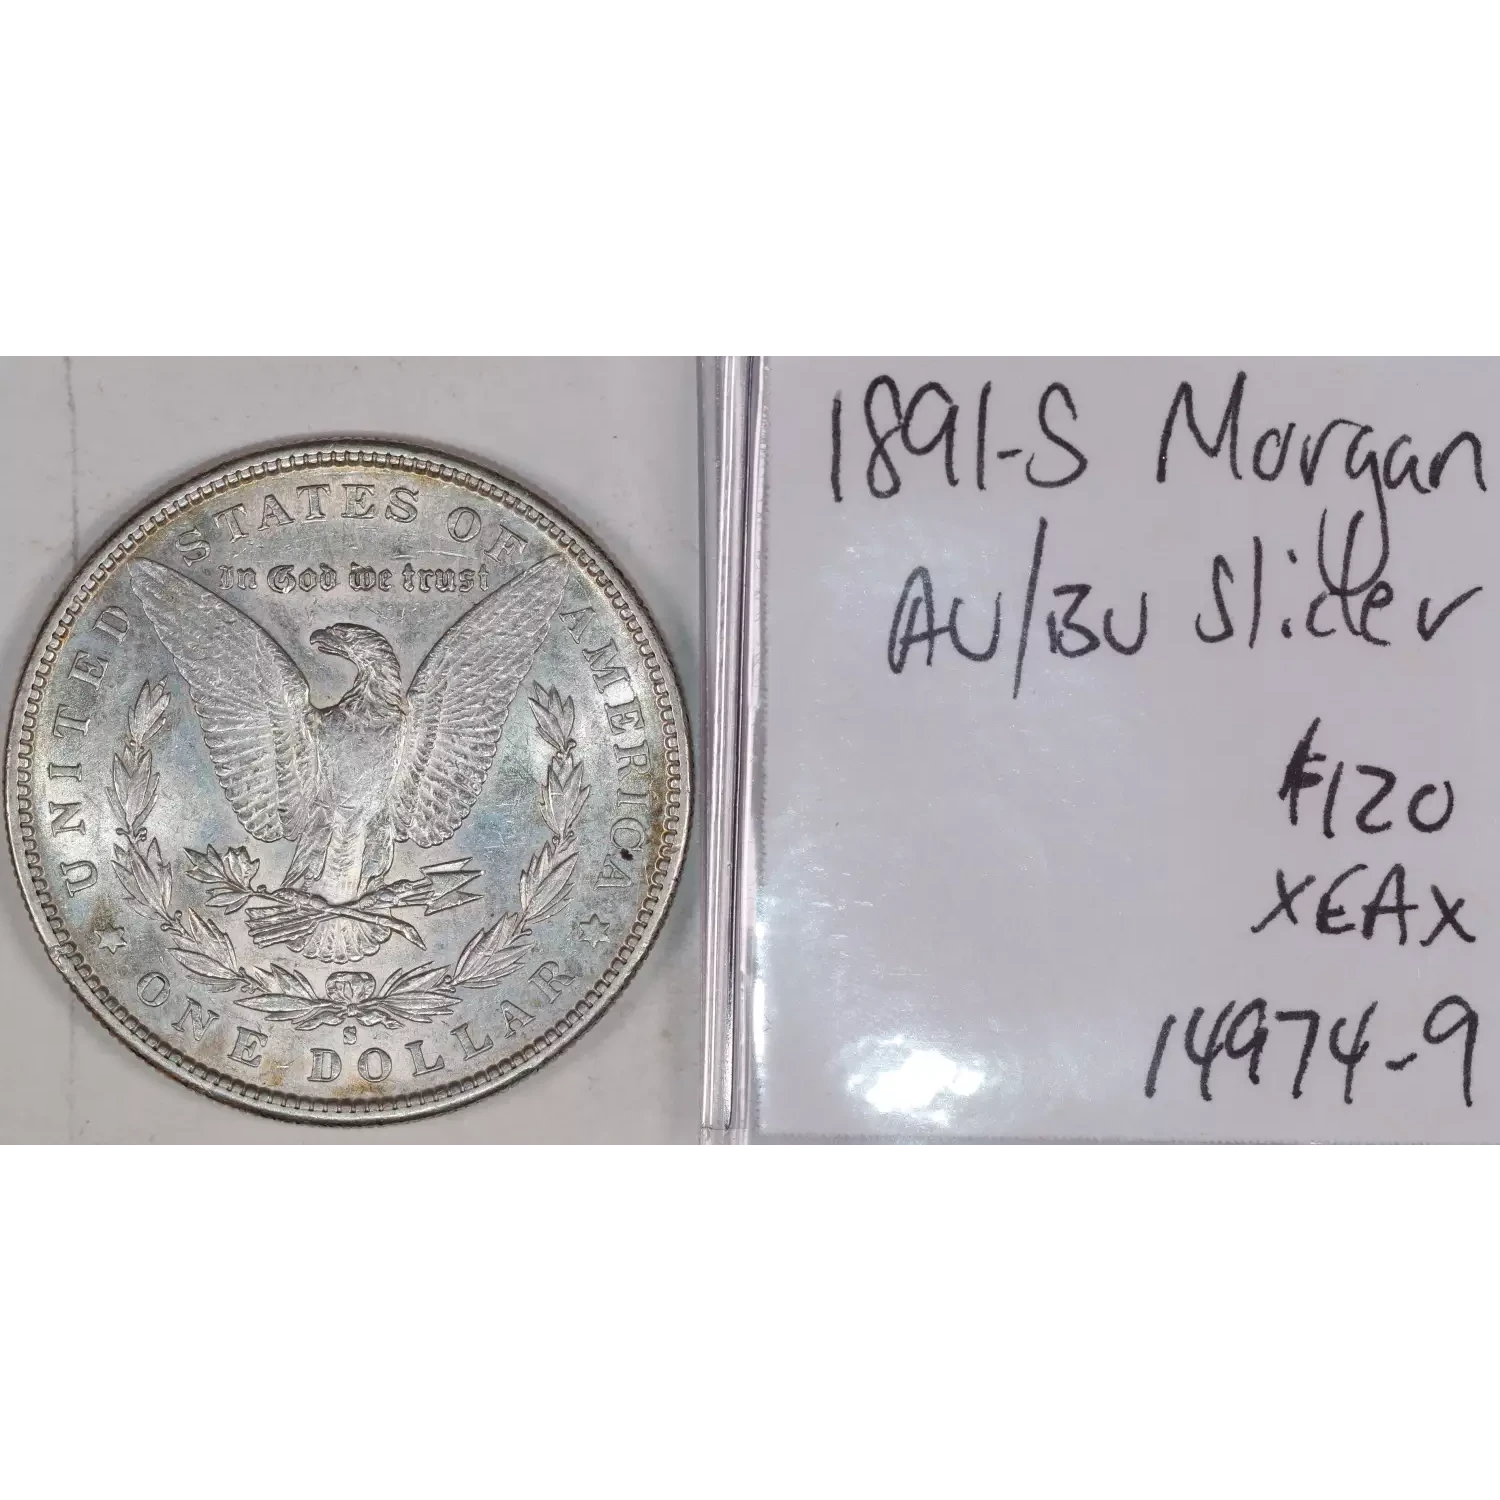 UNITED STATES OF AMERICA
In God we trust
S
ONE DOLLAR
1891-S Morgan
AU/BU Slider
$120
XEAX
14974-9